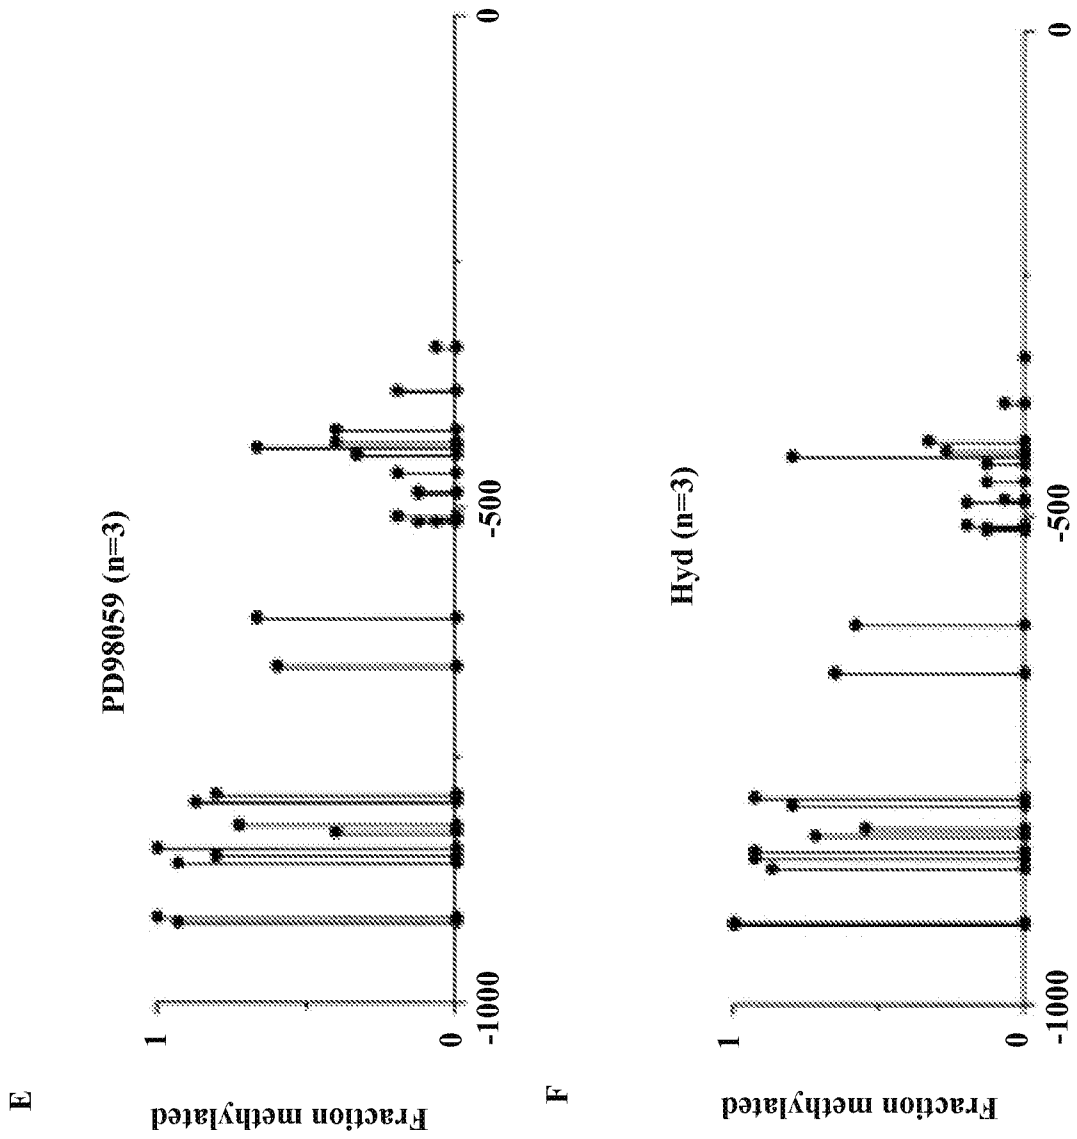 E
PD98059 (n=3)
Fraction methylated
1
0
-1000
-500
0
F
Hyd (n=3)
Fraction methylated
1
0
-1000
-500
0